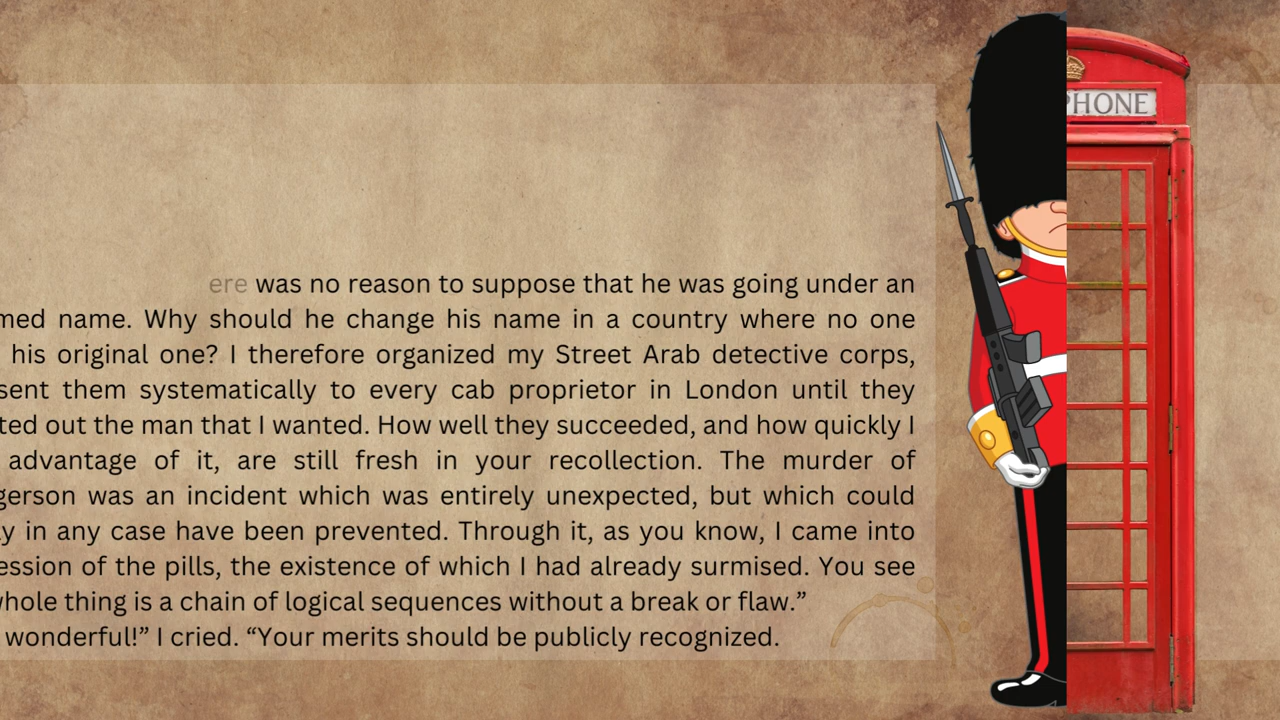 ere was no reason to suppose that he was going under an
med name. Why should he change his name in a country where no one
his original one? I therefore organized my Street Arab detective corps,
sent them systematically to every cab proprietor in London until they
ted out the man that I wanted. How well they succeeded, and how quickly I
advantage of it, are still fresh in your recollection. The murder of
gerson was an incident which was entirely unexpected, but which could
y in any case have been prevented. Through it, as you know, I came into
ession of the pills, the existence of which I had already surmised. You see
whole thing is a chain of logical sequences without a break or flaw.”
wonderful!” I cried. “Your merits should be publicly recognized.
PHONE